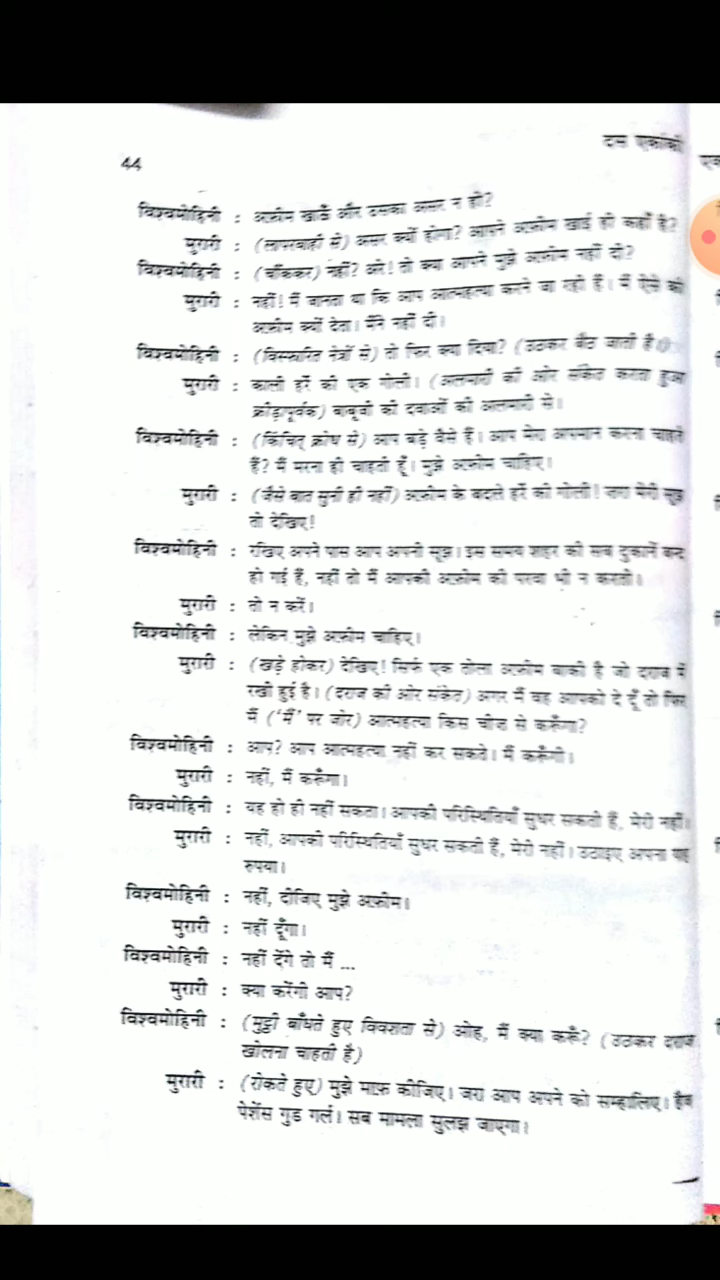 दस एकांकी
44
विश्वमोहिनी : अफ़ीम खाऊँ और उसका असर न हो?
मुरारी : (लापरवाही से) असर क्यों होगा? आपने अफ़ीम खाई ही कहाँ है?
विश्वमोहिनी : (चौंककर) नहीं? अरे! तो क्या आपने मुझे अफ़ीम नहीं दी?
मुरारी : नहीं! मैं जानता था कि आप आत्महत्या करने जा रही हैं। मैं ऐसे को
अफ़ीम क्यों देता। मैंने नहीं दी।
विश्वमोहिनी : (विस्फारित नेत्रों से) तो फिर क्या दिया? (उठकर बैठ जाती है।)
मुरारी : काली हर्रे की एक गोली। (अलमारी की ओर संकेत करता हुआ
क्रीड़ापूर्वक) बाबूजी की दवाओं की अलमारी से।
विश्वमोहिनी : (किंचित् क्रोध से) आप बड़े वैसे हैं। आप मेरा अपमान करना चाहते
हैं? मैं मरना ही चाहती हूँ। मुझे अफ़ीम चाहिए।
मुरारी : (जैसे बात सुनी ही नहीं) अफ़ीम के बदले हर्रे की गोली! ज़रा मेरी सूझ
तो देखिए!
विश्वमोहिनी : रखिए अपने पास आप अपनी सूझ। इस समय शहर की सब दुकानें बन्द
हो गई हैं, नहीं तो मैं आपकी अफ़ीम की परवा भी न करती।
मुरारी : तो न करें।
विश्वमोहिनी : लेकिन मुझे अफ़ीम चाहिए।
मुरारी : (खड़े होकर) देखिए! सिर्फ एक तोला अफ़ीम बाकी है जो दराज में
रखी हुई है। (दराज की ओर संकेत) अगर मैं वह आपको दे दूँ तो फिर
मैं ('मैं' पर जोर) आत्महत्या किस चीज से करूँगा?
विश्वमोहिनी : आप? आप आत्महत्या नहीं कर सकते। मैं करूँगी।
मुरारी : नहीं, मैं करूँगा।
विश्वमोहिनी : यह हो ही नहीं सकता। आपकी परिस्थितियाँ सुधर सकती हैं, मेरी नहीं।
मुरारी : नहीं, आपकी परिस्थितियाँ सुधर सकती हैं, मेरी नहीं। उठाइए अपना यह
रुपया।
विश्वमोहिनी : नहीं, दीजिए मुझे अफ़ीम।
मुरारी : नहीं दूँगा।
विश्वमोहिनी : नहीं देंगे तो मैं ...
मुरारी : क्या करेंगी आप?
विश्वमोहिनी : (मुट्ठी बाँधते हुए विवशता से) ओह, मैं क्या करूँ? (उठकर दराज
खोलना चाहती है)
मुरारी : (रोकते हुए) मुझे माफ़ कीजिए। जरा आप अपने को सम्हालिए। हैव
पेशेंस गुड गर्ल। सब मामला सुलझ जाएगा।